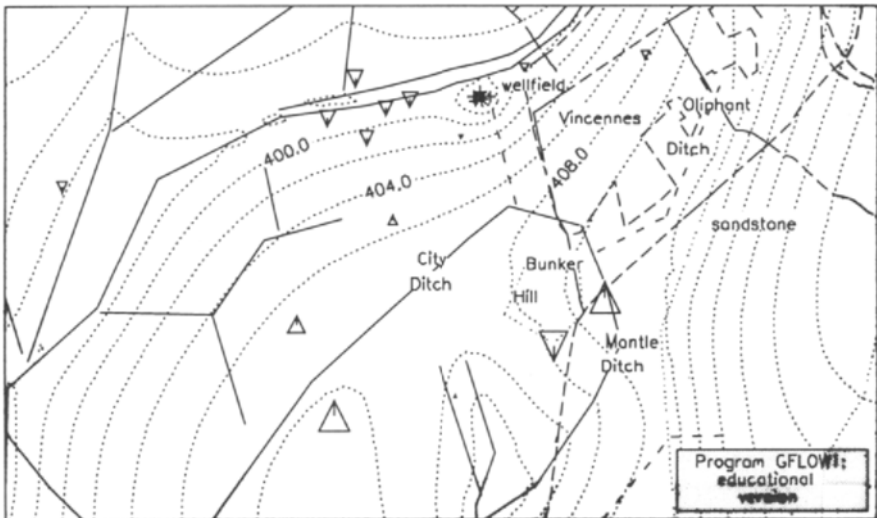 wellfield
Vincennes
Oliphant
Ditch
400.0
404.0
408.0
sandstone
City
Ditch
Bunker
Hill
Mantle
Ditch
Program GFLOW1:
educational
version